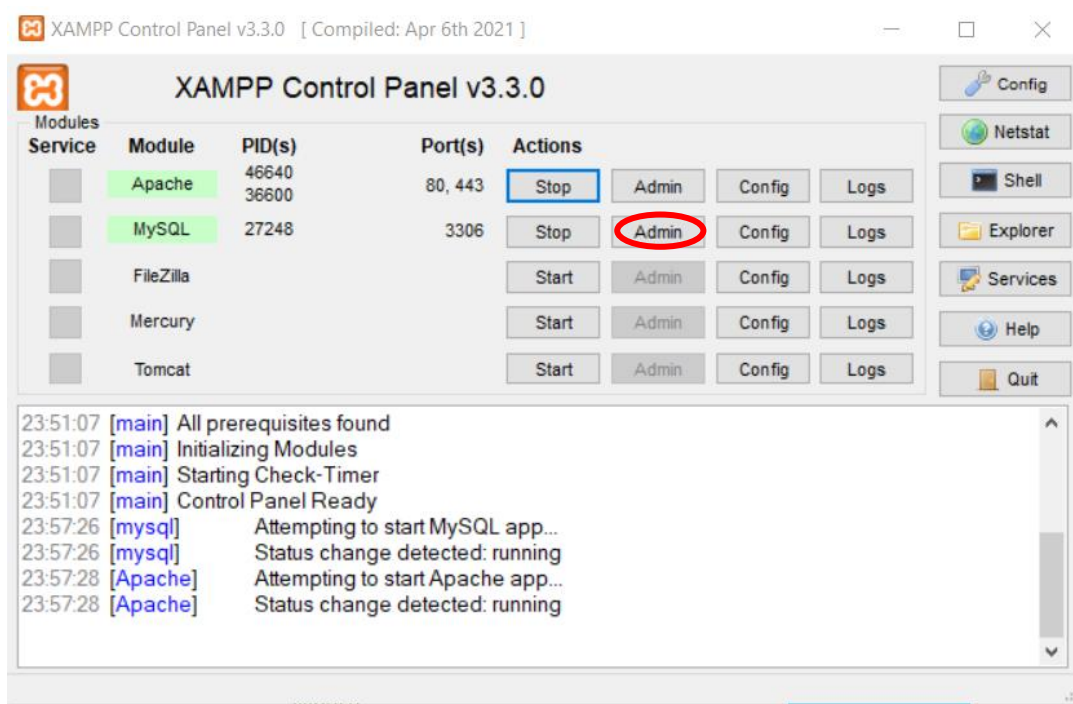 XAMPP Control Panel v3.3.0 [ Compiled: Apr 6th 2021 ]
XAMPP Control Panel v3.3.0
Config
Modules
Service Module PID(s) Port(s) Actions
Netstat
Apache 46640 36600 80, 443 Stop Admin Config Logs
Shell
MySQL 27248 3306 Stop Admin Config Logs
Explorer
FileZilla Start Admin Config Logs
Services
Mercury Start Admin Config Logs
Help
Tomcat Start Admin Config Logs
Quit
23:51:07 [main] All prerequisites found
23:51:07 [main] Initializing Modules
23:51:07 [main] Starting Check-Timer
23:51:07 [main] Control Panel Ready
23:57:26 [mysql] Attempting to start MySQL app...
23:57:26 [mysql] Status change detected: running
23:57:28 [Apache] Attempting to start Apache app...
23:57:28 [Apache] Status change detected: running